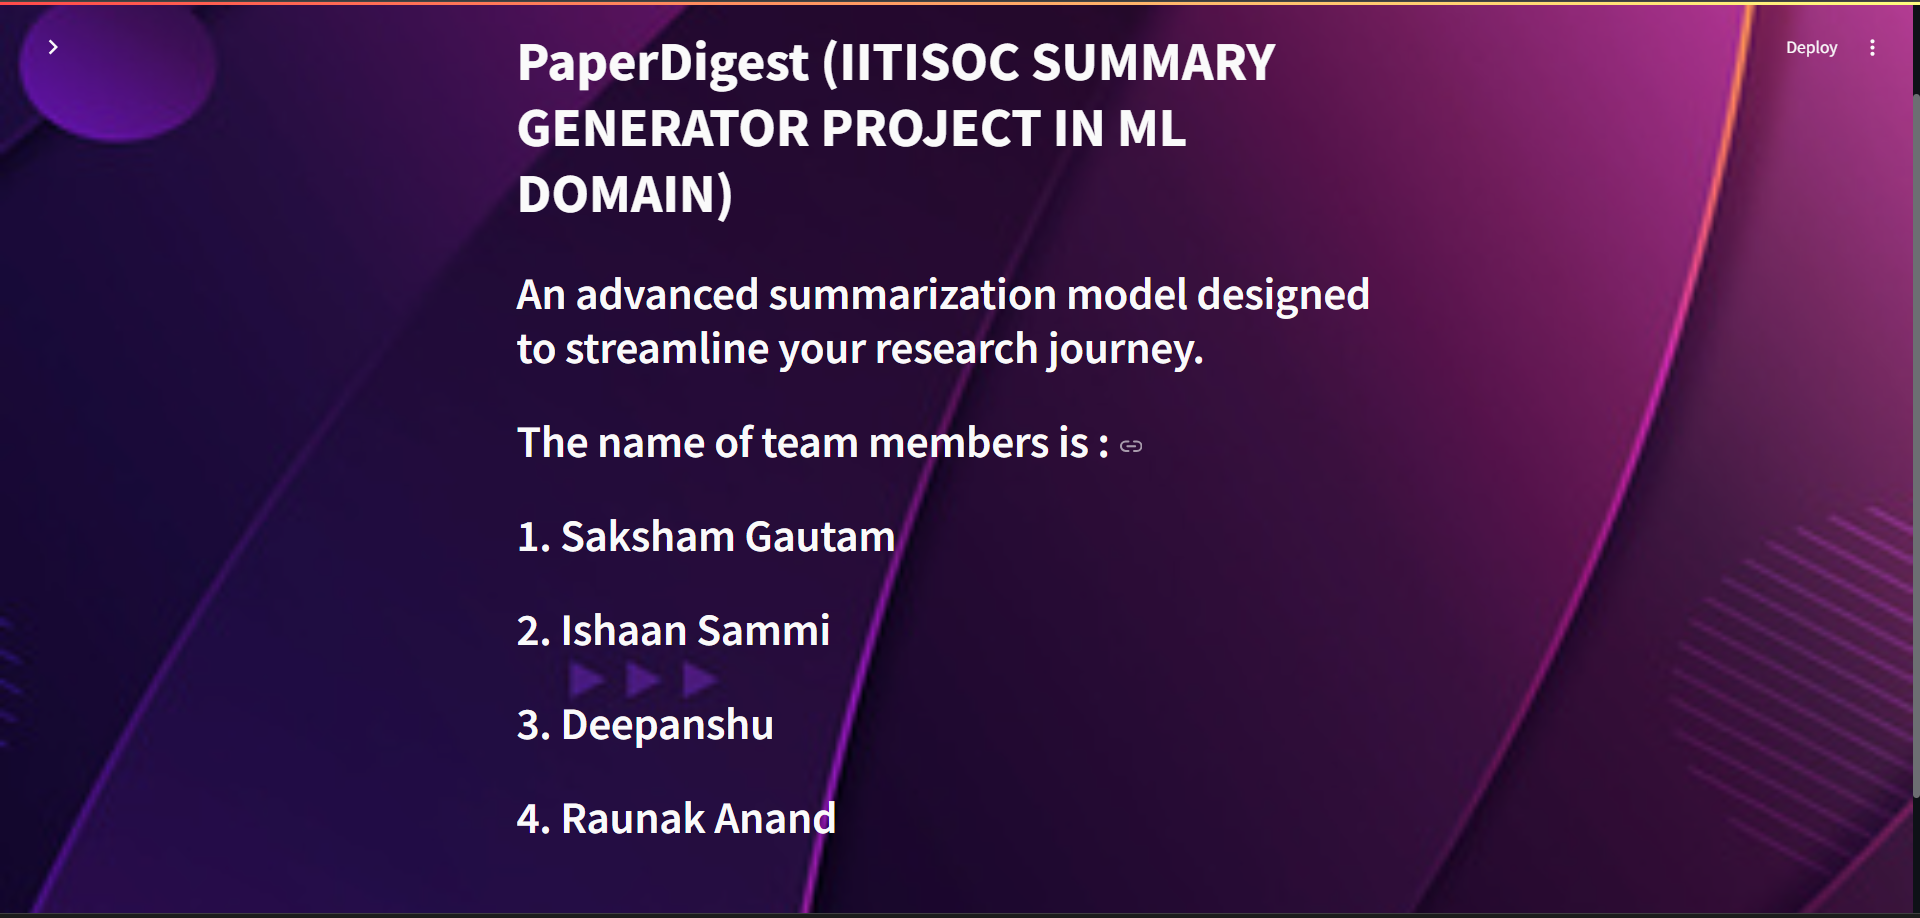 PaperDigest (IITISOC SUMMARY
GENERATOR PROJECT IN ML
DOMAIN)
Deploy
An advanced summarization model designed
to streamline your research journey.
The name of team members is :
1. Saksham Gautam
2. Ishaan Sammi
3. Deepanshu
4. Raunak Anand